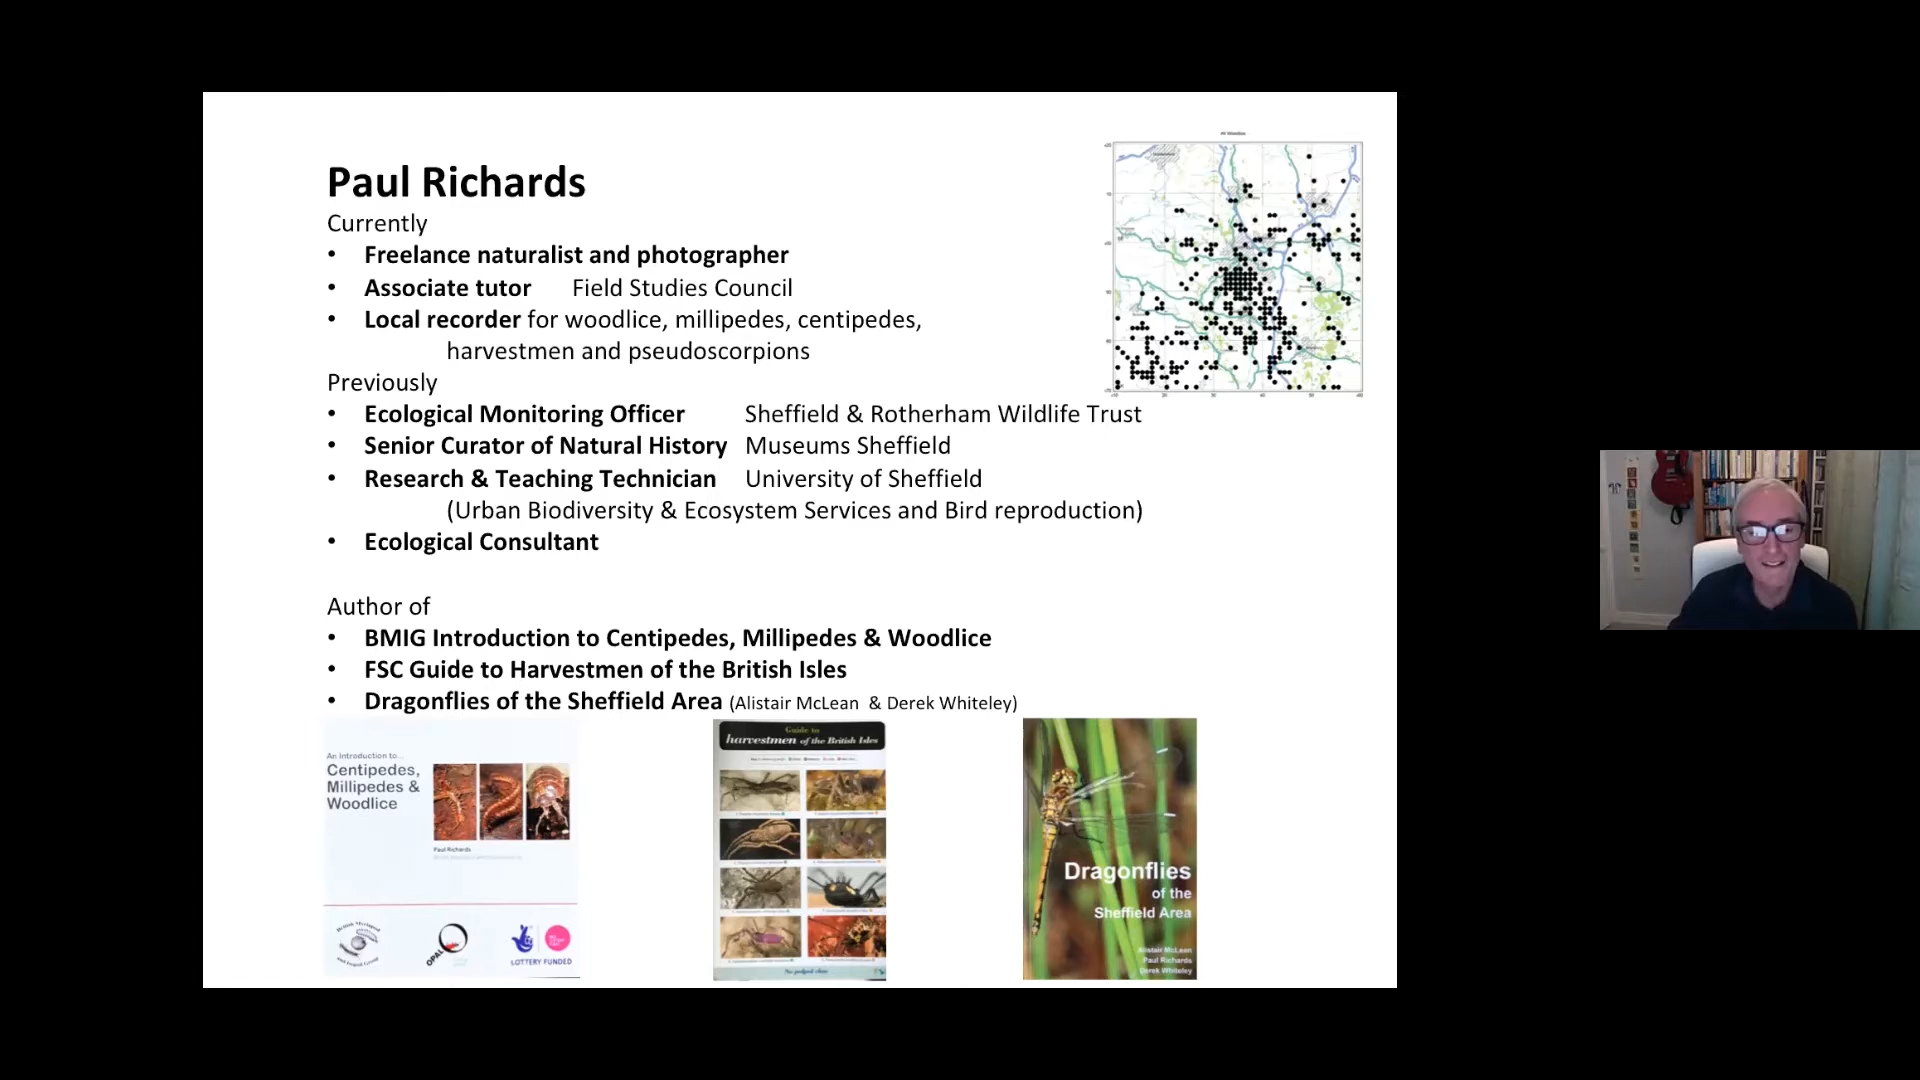 Paul Richards
Currently
• Freelance naturalist and photographer
• Associate tutor Field Studies Council
• Local recorder for woodlice, millipedes, centipedes,
harvestmen and pseudoscorpions
Previously
• Ecological Monitoring Officer Sheffield & Rotherham Wildlife Trust
• Senior Curator of Natural History Museums Sheffield
• Research & Teaching Technician University of Sheffield
(Urban Biodiversity & Ecosystem Services and Bird reproduction)
• Ecological Consultant
Author of
• BMIG Introduction to Centipedes, Millipedes & Woodlice
• FSC Guide to Harvestmen of the British Isles
• Dragonflies of the Sheffield Area (Alistair McLean & Derek Whiteley)
An Introduction to...
Centipedes,
Millipedes &
Woodlice
Paul Richards
OPAL
LOTTERY FUNDED
Guide to
harvestmen of the British Isles
Dragonflies
of the
Sheffield Area
Alistair McLean
Paul Richards
Derek Whiteley